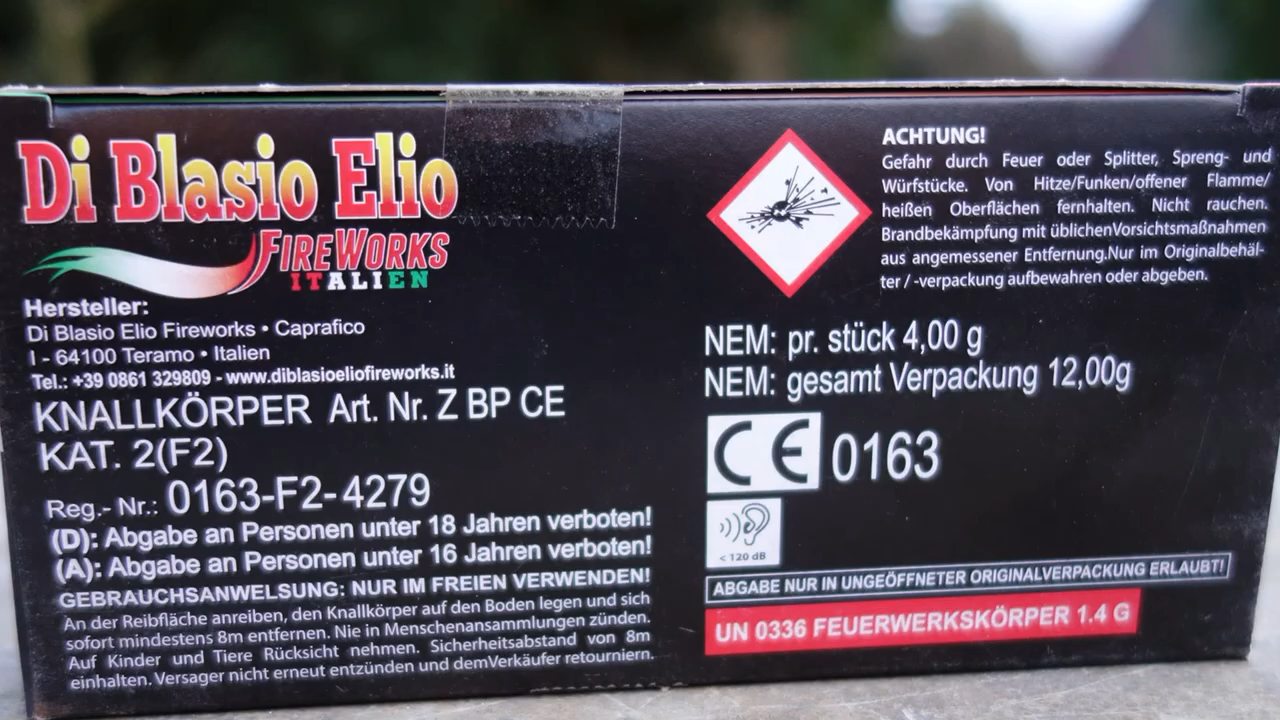 Di Blasio Elio
FIREWORKS
ITALIEN
Hersteller:
Di Blasio Elio Fireworks • Caprafico
I - 64100 Teramo • Italien
Tel.: +39 0861 329809 - www.diblasioeliofireworks.it
KNALLKÖRPER Art. Nr. Z BP CE
KAT. 2(F2)
Reg.- Nr.: 0163-F2-4279
(D): Abgabe an Personen unter 18 Jahren verboten!
(A): Abgabe an Personen unter 16 Jahren verboten!
GEBRAUCHSANWELSUNG: NUR IM FREIEN VERWENDEN!
An der Reibfläche anreiben, den Knallkörper auf den Boden legen und sich
sofort mindestens 8m entfernen. Nie in Menschenansammlungen zünden.
Auf Kinder und Tiere Rücksicht nehmen. Sicherheitsabstand von 8m
einhalten. Versager nicht erneut entzünden und demVerkäufer retournieren.
ACHTUNG!
Gefahr durch Feuer oder Splitter, Spreng- und
Würfstücke. Von Hitze/Funken/offener Flamme/
heißen Oberflächen fernhalten. Nicht rauchen.
Brandbekämpfung mit üblichenVorsichtsmaßnahmen
aus angemessener Entfernung.Nur im Originalbehäl-
ter / -verpackung aufbewahren oder abgeben.
NEM: pr. stück 4,00 g
NEM: gesamt Verpackung 12,00g
CE 0163
< 120 dB
ABGABE NUR IN UNGEÖFFNETER ORIGINALVERPACKUNG ERLAUBT!
UN 0336 FEUERWERKSKÖRPER 1.4 G